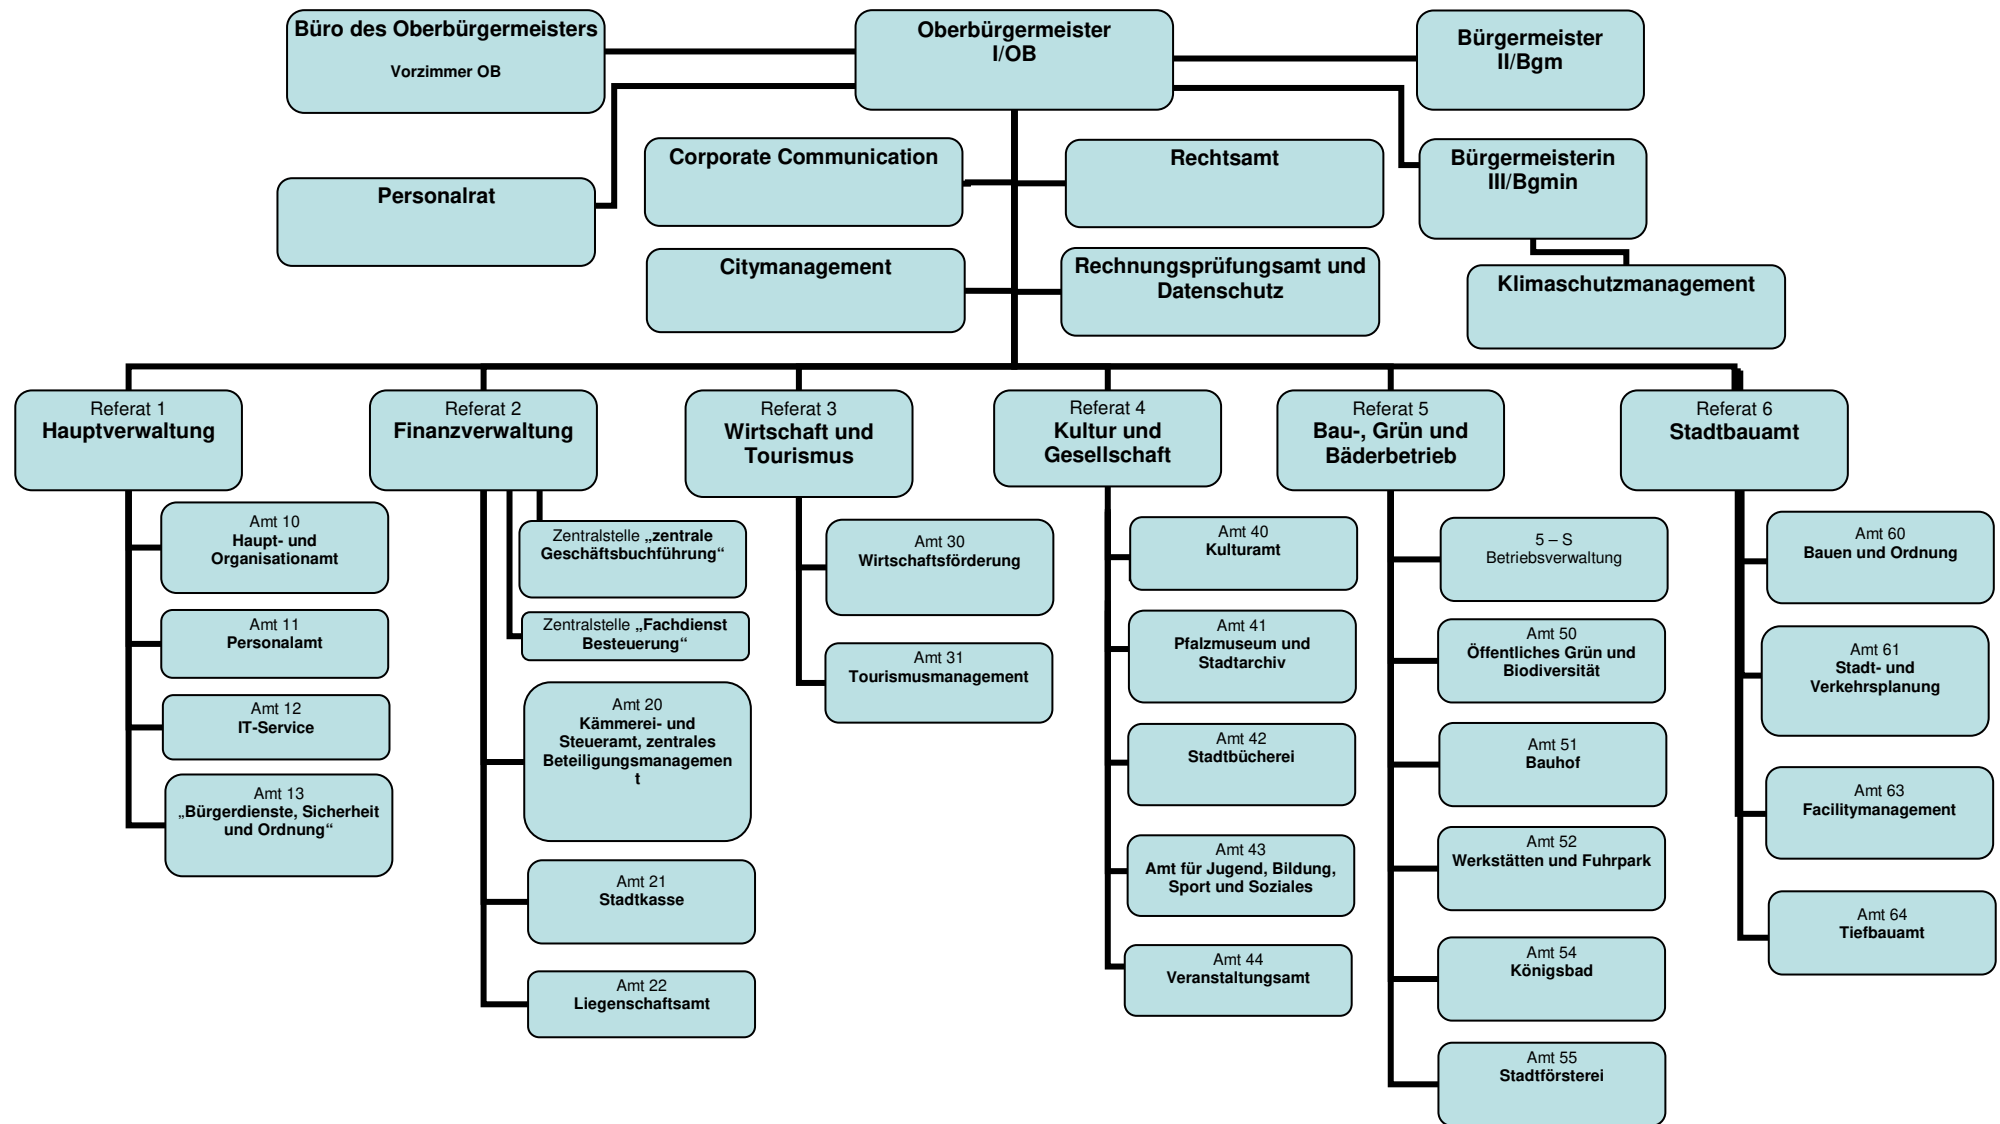 Büro des Oberbürgermeisters
Vorzimmer OB
Oberbürgermeister
I/OB
Bürgermeister
II/Bgm
Corporate Communication
Rechtsamt
Bürgermeisterin
III/Bgmin
Personalrat
Citymanagement
Rechnungsprüfungsamt und
Datenschutz
Klimaschutzmanagement
Referat 1
Hauptverwaltung
Referat 2
Finanzverwaltung
Referat 3
Wirtschaft und
Tourismus
Referat 4
Kultur und
Gesellschaft
Referat 5
Bau-, Grün und
Bäderbetrieb
Referat 6
Stadtbauamt
Amt 10
Haupt- und
Organisationamt
Amt 11
Personalamt
Amt 12
IT-Service
Amt 13
„Bürgerdienste, Sicherheit
und Ordnung“
Zentralstelle „zentrale
Geschäftsbuchführung“
Zentralstelle „Fachdienst
Besteuerung“
Amt 20
Kämmerei- und
Steueramt, zentrales
Beteiligungsmanagemen
t
Amt 21
Stadtkasse
Amt 22
Liegenschaftsamt
Amt 30
Wirtschaftsförderung
Amt 31
Tourismusmanagement
Amt 40
Kulturamt
Amt 41
Pfalzmuseum und
Stadtarchiv
Amt 42
Stadtbücherei
Amt 43
Amt für Jugend, Bildung,
Sport und Soziales
Amt 44
Veranstaltungsamt
5 – S
Betriebsverwaltung
Amt 50
Öffentliches Grün und
Biodiversität
Amt 51
Bauhof
Amt 52
Werkstätten und Fuhrpark
Amt 54
Königsbad
Amt 55
Stadtförsterei
Amt 60
Bauen und Ordnung
Amt 61
Stadt- und
Verkehrsplanung
Amt 63
Facilitymanagement
Amt 64
Tiefbauamt